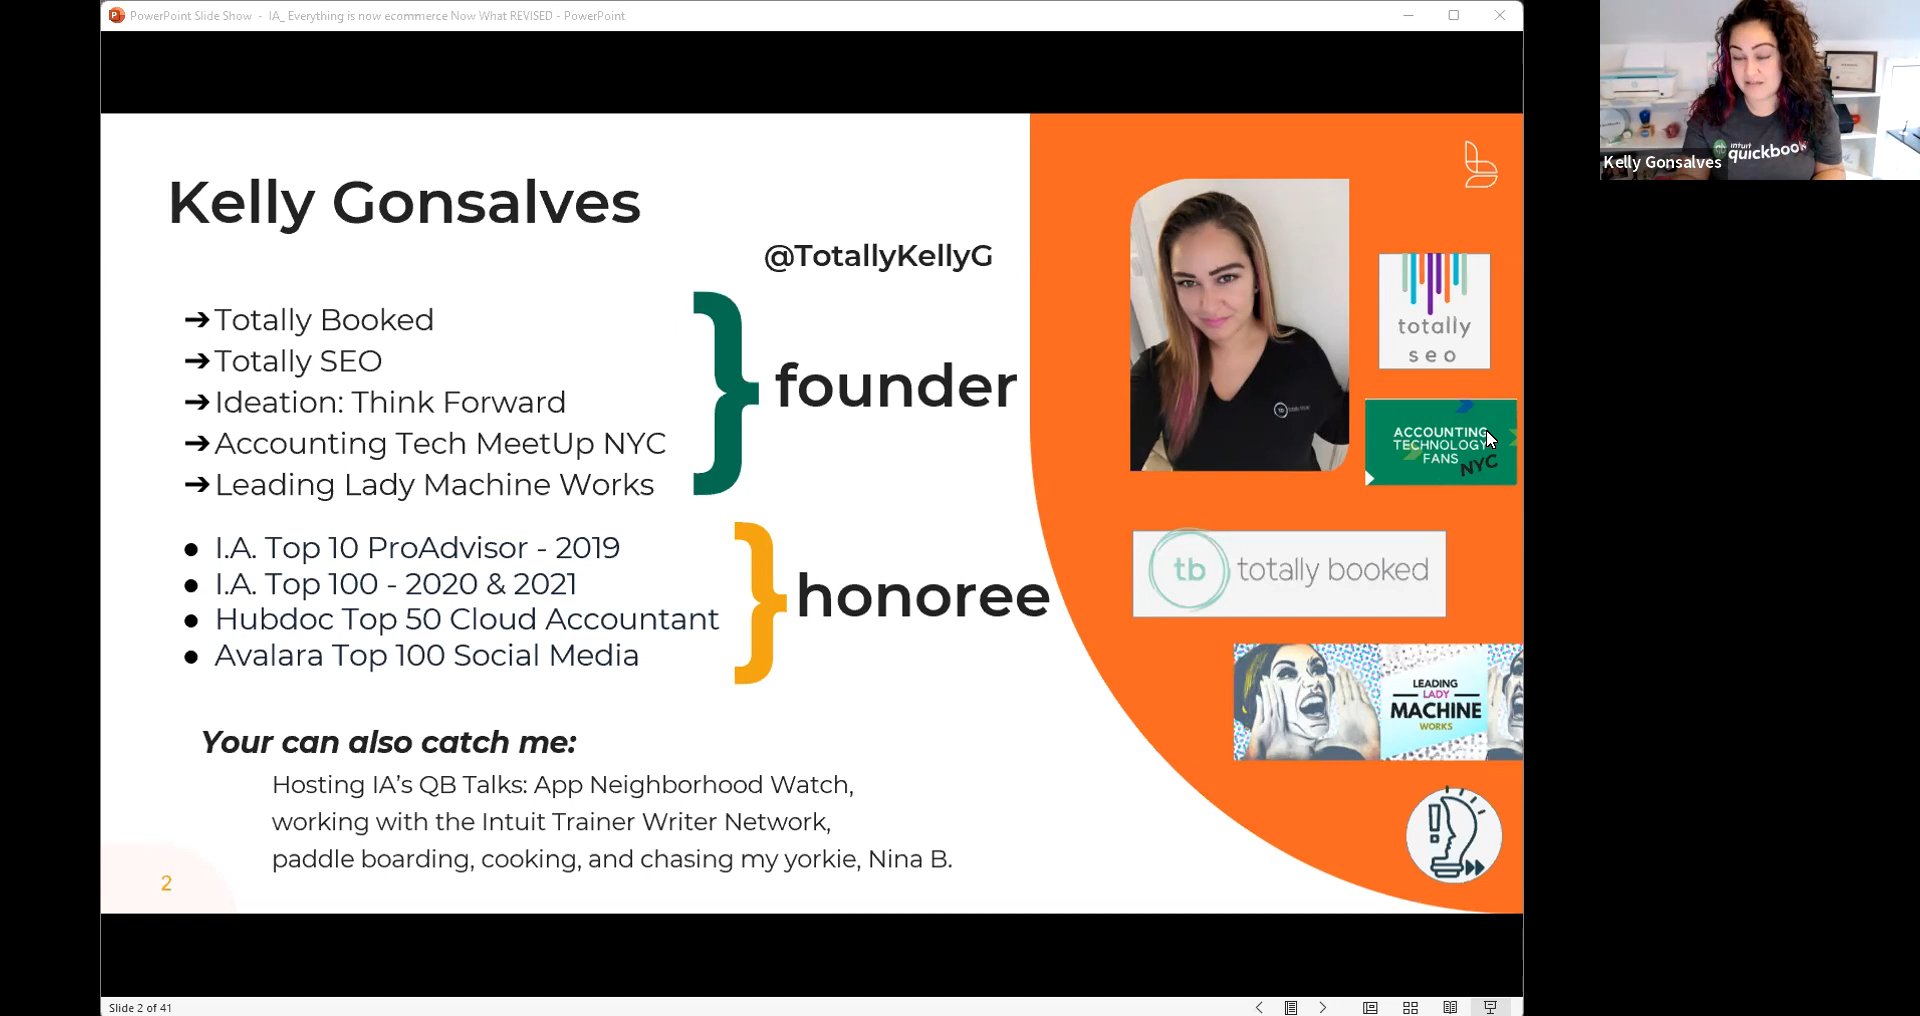 PowerPoint Slide Show - IA_ Everything is now ecommerce Now What REVISED - PowerPoint
Kelly Gonsalves
@TotallyKellyG
➔Totally Booked
➔Totally SEO
➔Ideation: Think Forward
➔Accounting Tech MeetUp NYC
➔Leading Lady Machine Works
founder
● I.A. Top 10 ProAdvisor - 2019
● I.A. Top 100 - 2020 & 2021
● Hubdoc Top 50 Cloud Accountant
● Avalara Top 100 Social Media
honoree
Your can also catch me:
Hosting IA’s QB Talks: App Neighborhood Watch,
working with the Intuit Trainer Writer Network,
paddle boarding, cooking, and chasing my yorkie, Nina B.
2
totally
seo
ACCOUNTING
TECHNOLOGY
FANS
NYC
tb totally booked
LEADING
LADY
MACHINE
WORKS
Slide 2 of 41
intuit
quickbook
Kelly Gonsalves